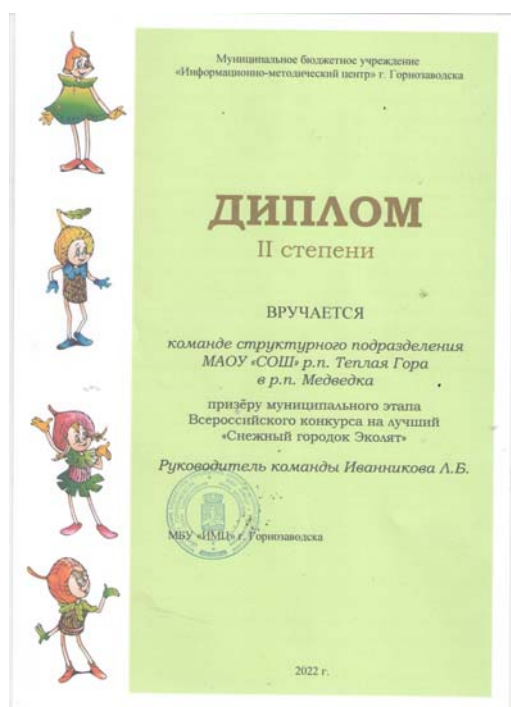 Муниципальное бюджетное учреждение
«Информационно-методический центр» г. Горнозаводска
ДИПЛОМ
II степени
ВРУЧАЕТСЯ
команде структурного подразделения
МАОУ «СОШ» р.п. Теплая Гора
в р.п. Медведка
призёру муниципального этапа
Всероссийского конкурса на лучший
«Снежный городок Эколят»
Руководитель команды Иванникова Л.Б.
МБУ «ИМЦ» г. Горнозаводска
2022 г.